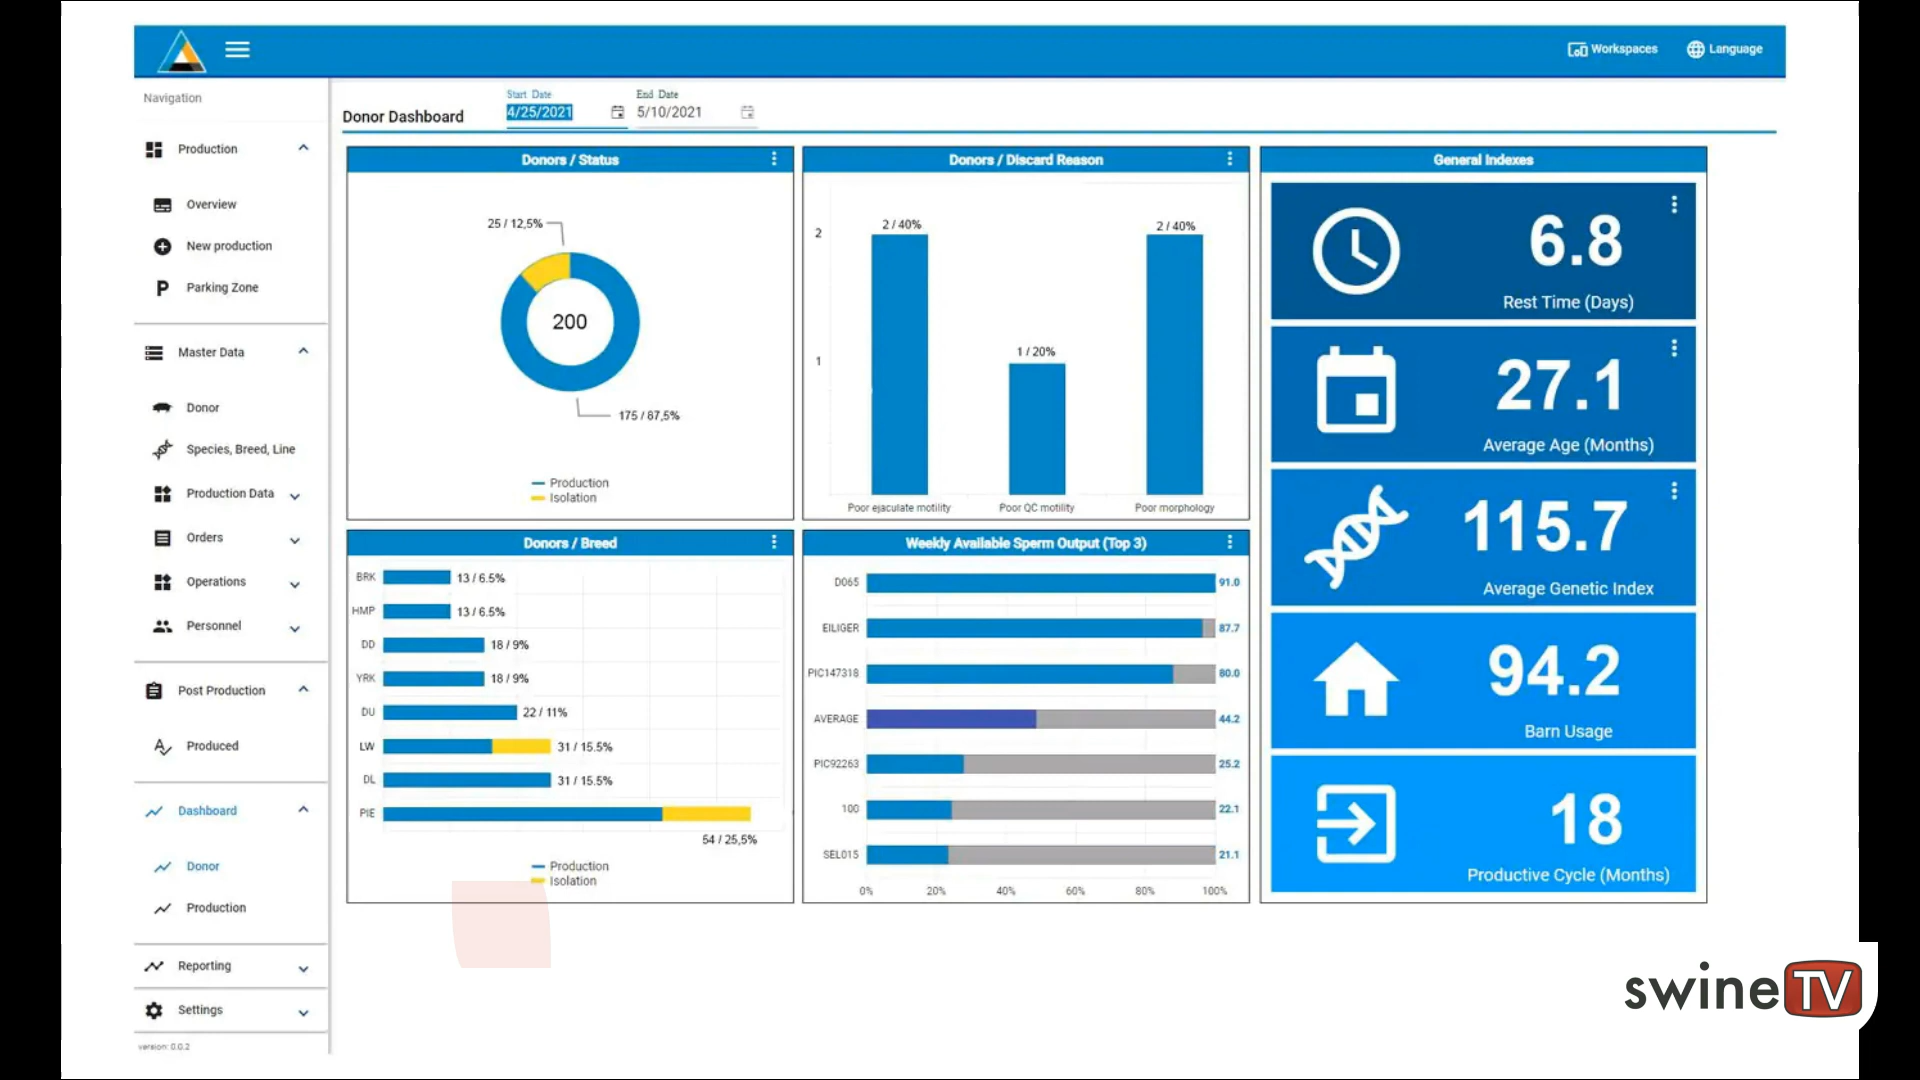 Workspaces
Language
Navigation
Production
Overview
New production
Parking Zone
Master Data
Donor
Species, Breed, Line
Production Data
Orders
Operations
Personnel
Post Production
Produced
Dashboard
Donor
Production
Reporting
Settings
version: 0.0.2
Donor Dashboard
Start Date
4/25/2021
End Date
5/10/2021
Donors / Status
25 / 12,5%
200
175 / 87,5%
Production
Isolation
Donors / Discard Reason
2
1
2 / 40%
1 / 20%
2 / 40%
Poor ejaculate motility
Poor QC motility
Poor morphology
Donors / Breed
BRK 13 / 6.5%
HMP 13 / 6.5%
DD 18 / 9%
YRK 18 / 9%
DU 22 / 11%
LW 31 / 15.5%
DL 31 / 15.5%
PIE
54 / 25,5%
Production
Isolation
Weekly Available Sperm Output (Top 3)
D065 91.0
EILIGER 87.7
PIC147318 80.0
AVERAGE 44.2
PIC92263 25.2
100 22.1
SEL015 21.1
0% 20% 40% 60% 80% 100%
General Indexes
6.8
Rest Time (Days)
27.1
Average Age (Months)
115.7
Average Genetic Index
94.2
Barn Usage
18
Productive Cycle (Months)
swineTV